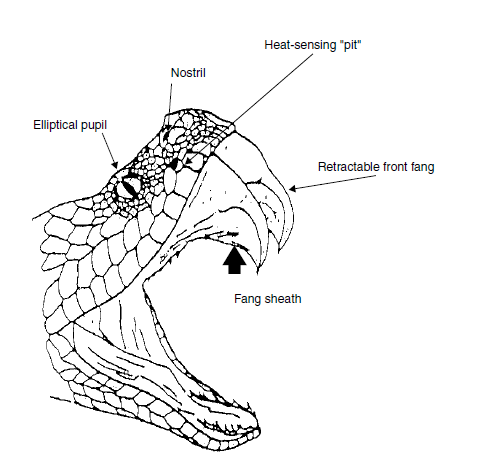 Heat-sensing "pit"
Nostril
Elliptical pupil
Retractable front fang
Fang sheath